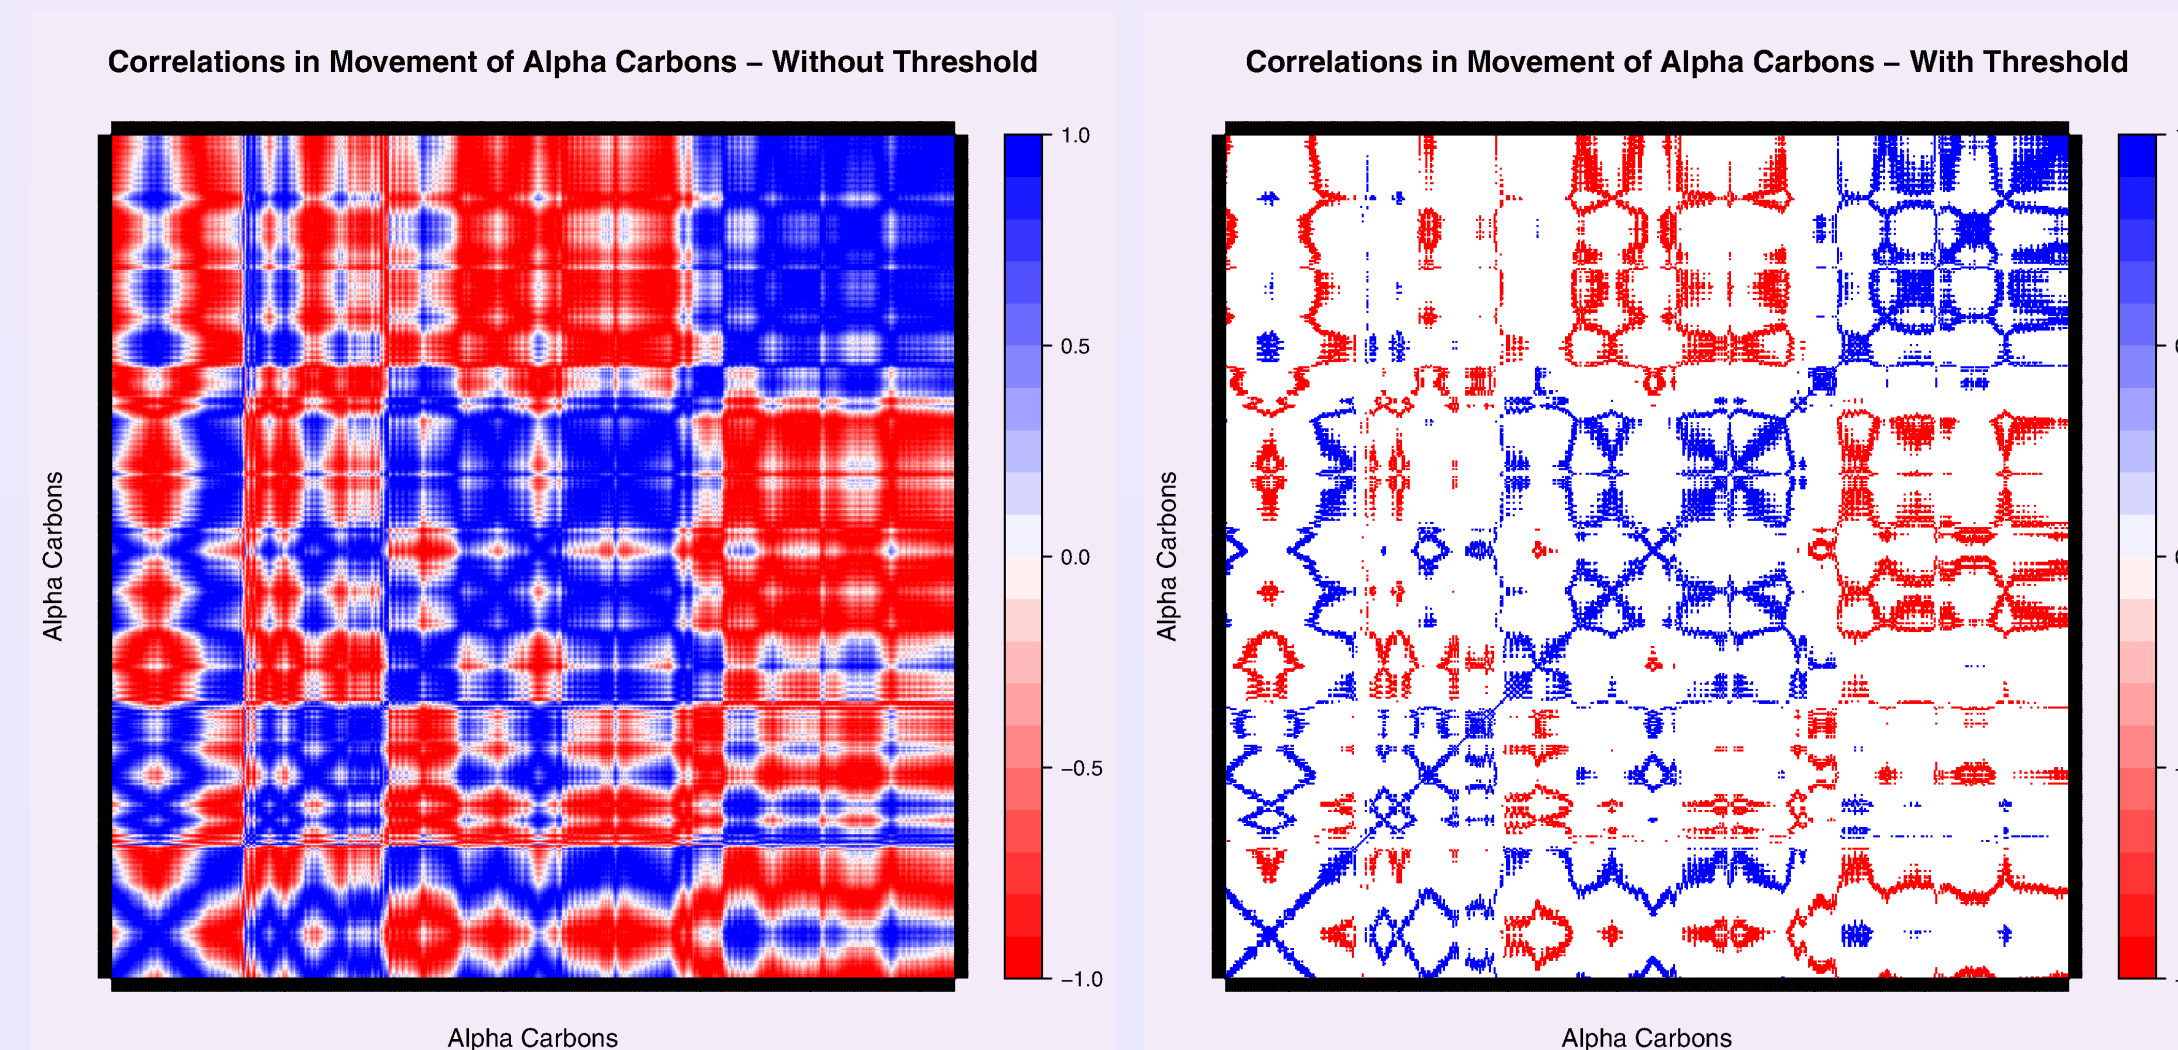 Correlations in Movement of Alpha Carbons – Without Threshold
Alpha Carbons
1.0
0.5
0.0
−0.5
−1.0
Alpha Carbons
Correlations in Movement of Alpha Carbons – With Threshold
Alpha Carbons
Alpha Carbons